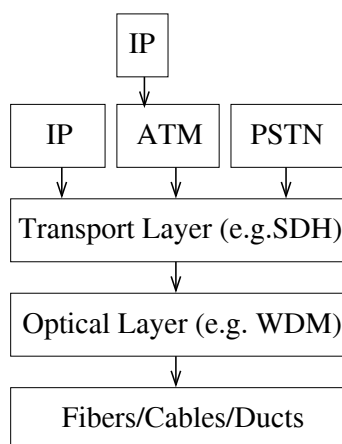 IP
IP
ATM
PSTN
Transport Layer (e.g.SDH)
Optical Layer (e.g. WDM)
Fibers/Cables/Ducts